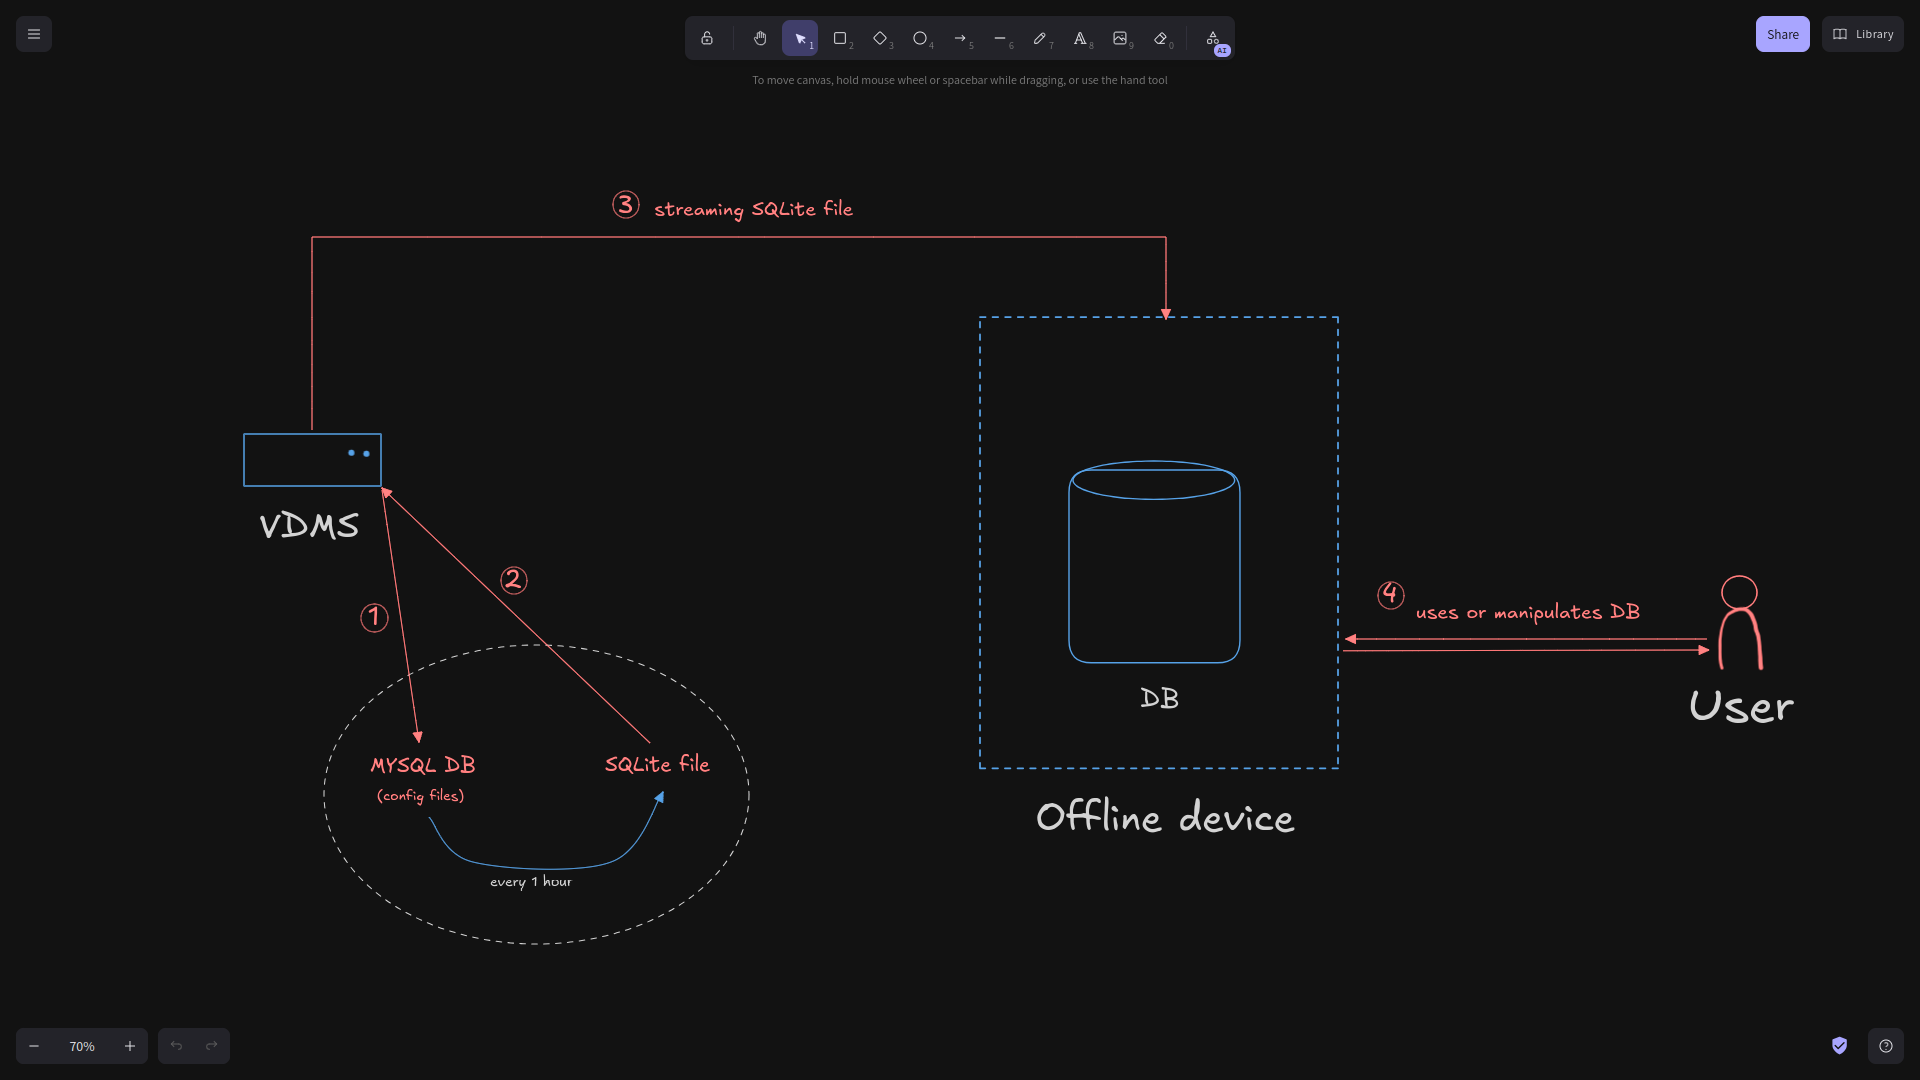 1
2
3
4
5
6
7
8
9
0
AI
Share
Library
To move canvas, hold mouse wheel or spacebar while dragging, or use the hand tool
3 streaming SQLite file
VDMS
2
1
4 uses or manipulates DB
User
DB
MYSQL DB
(config files)
SQLite file
every 1 hour
Offline device
70%